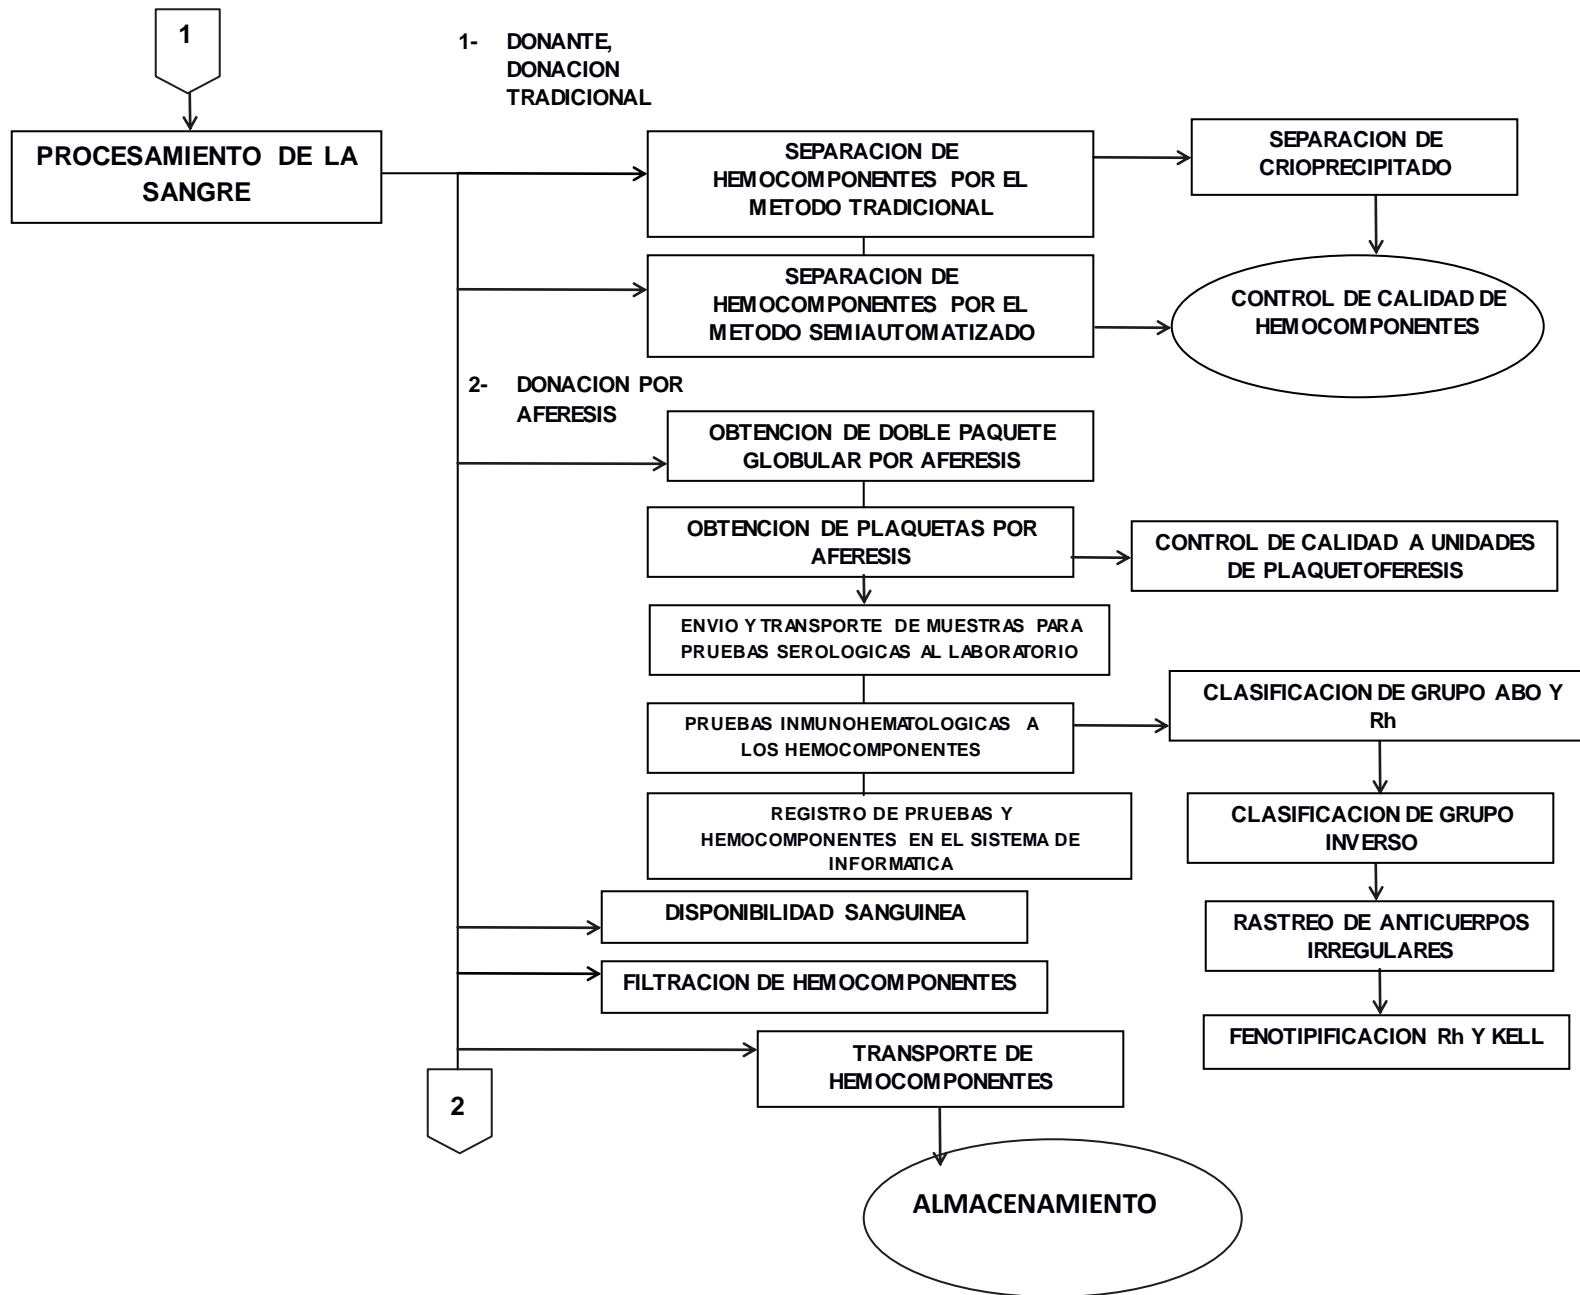 1
1- DONANTE,
DONACION
TRADICIONAL
PROCESAMIENTO DE LA
SANGRE
SEPARACION DE
HEMOCOMPONENTES POR EL
METODO TRADICIONAL
SEPARACION DE
CRIOPRECIPITADO
SEPARACION DE
HEMOCOMPONENTES POR EL
METODO SEMIAUTOMATIZADO
CONTROL DE CALIDAD DE
HEMOCOMPONENTES
2- DONACION POR
AFERESIS
OBTENCION DE DOBLE PAQUETE
GLOBULAR POR AFERESIS
OBTENCION DE PLAQUETAS POR
AFERESIS
CONTROL DE CALIDAD A UNIDADES
DE PLAQUETOFERESIS
ENVIO Y TRANSPORTE DE MUESTRAS PARA
PRUEBAS SEROLOGICAS AL LABORATORIO
PRUEBAS INMUNOHEMATOLOGICAS A
LOS HEMOCOMPONENTES
CLASIFICACION DE GRUPO ABO Y
Rh
REGISTRO DE PRUEBAS Y
HEMOCOMPONENTES EN EL SISTEMA DE
INFORMATICA
CLASIFICACION DE GRUPO
INVERSO
DISPONIBILIDAD SANGUINEA
RASTREO DE ANTICUERPOS
IRREGULARES
FILTRACION DE HEMOCOMPONENTES
FENOTIPIFICACION Rh Y KELL
TRANSPORTE DE
HEMOCOMPONENTES
2
ALMACENAMIENTO